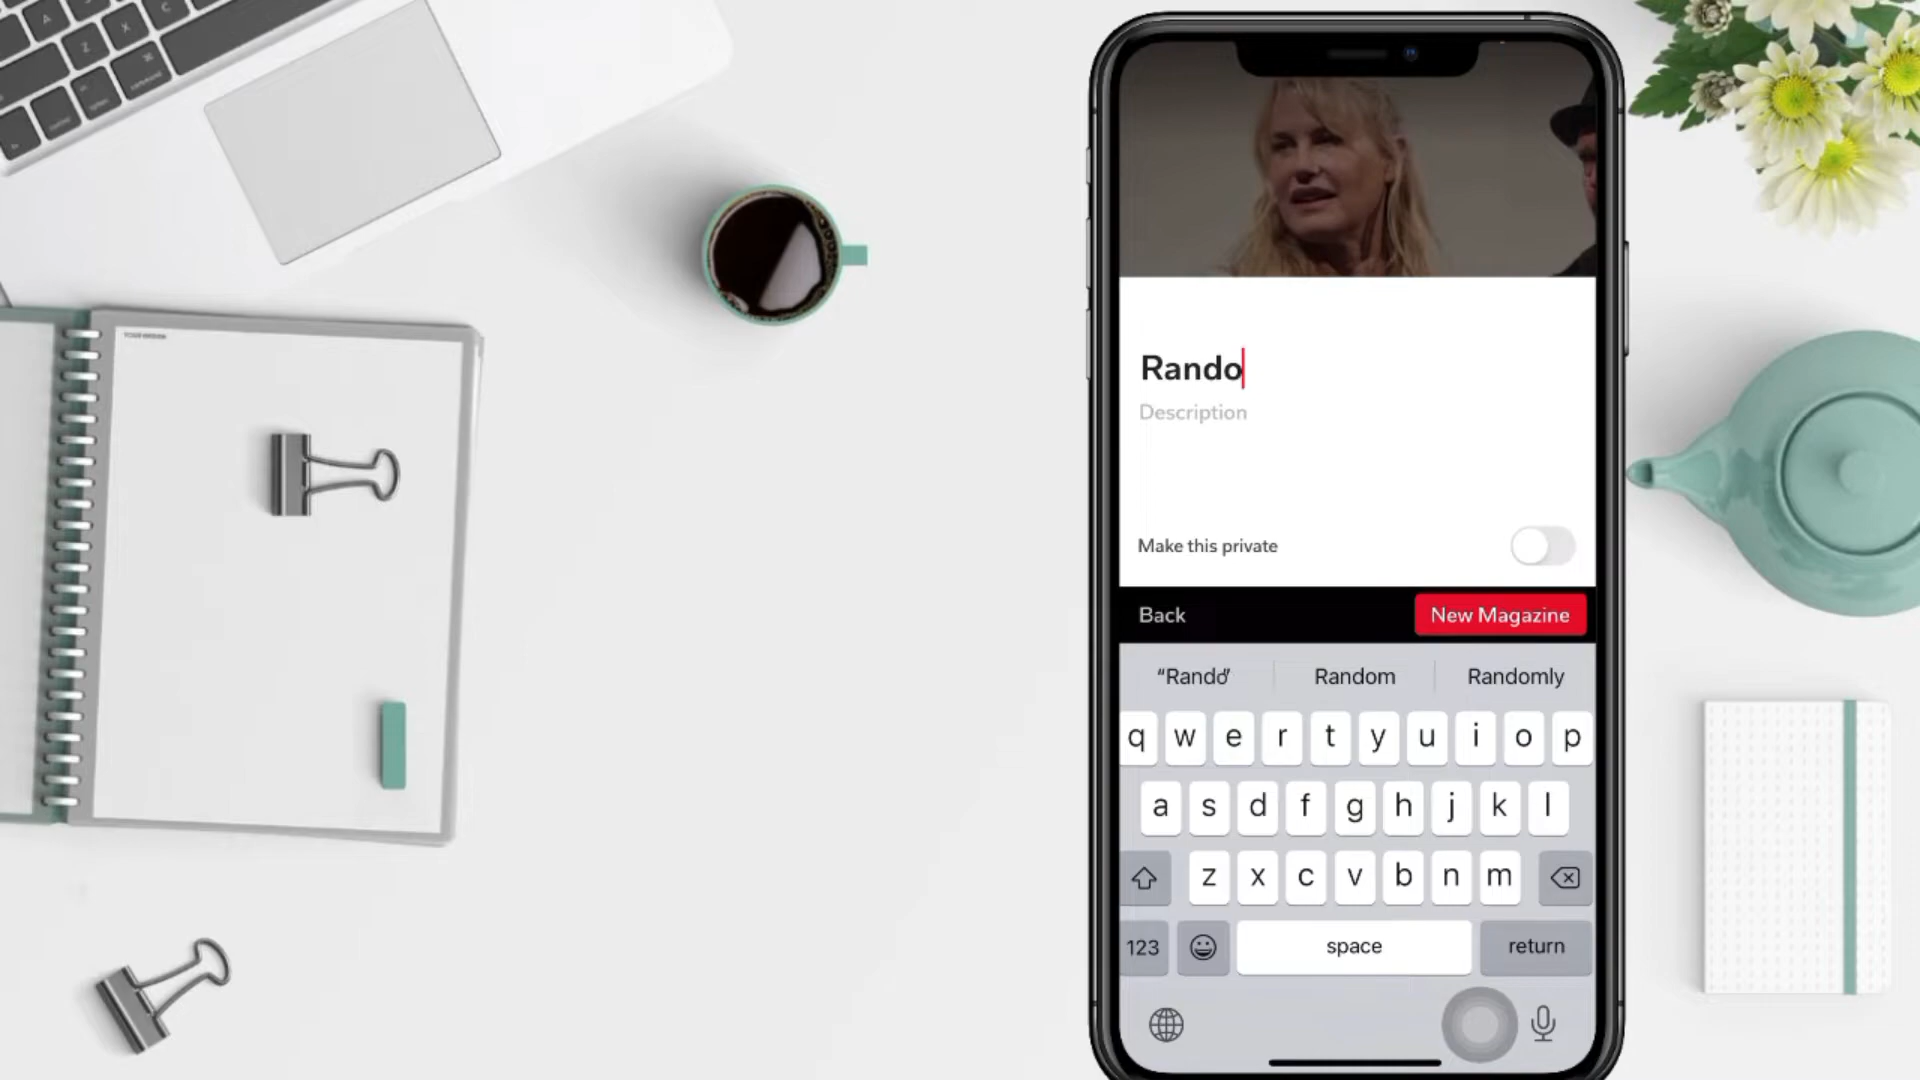 Rando
Description
Make this private
Back
New Magazine
“Rando”
Random
Randomly
q w e r t y u i o p
a s d f g h j k l
z x c v b n m
123
space
return
A
Z
X
C